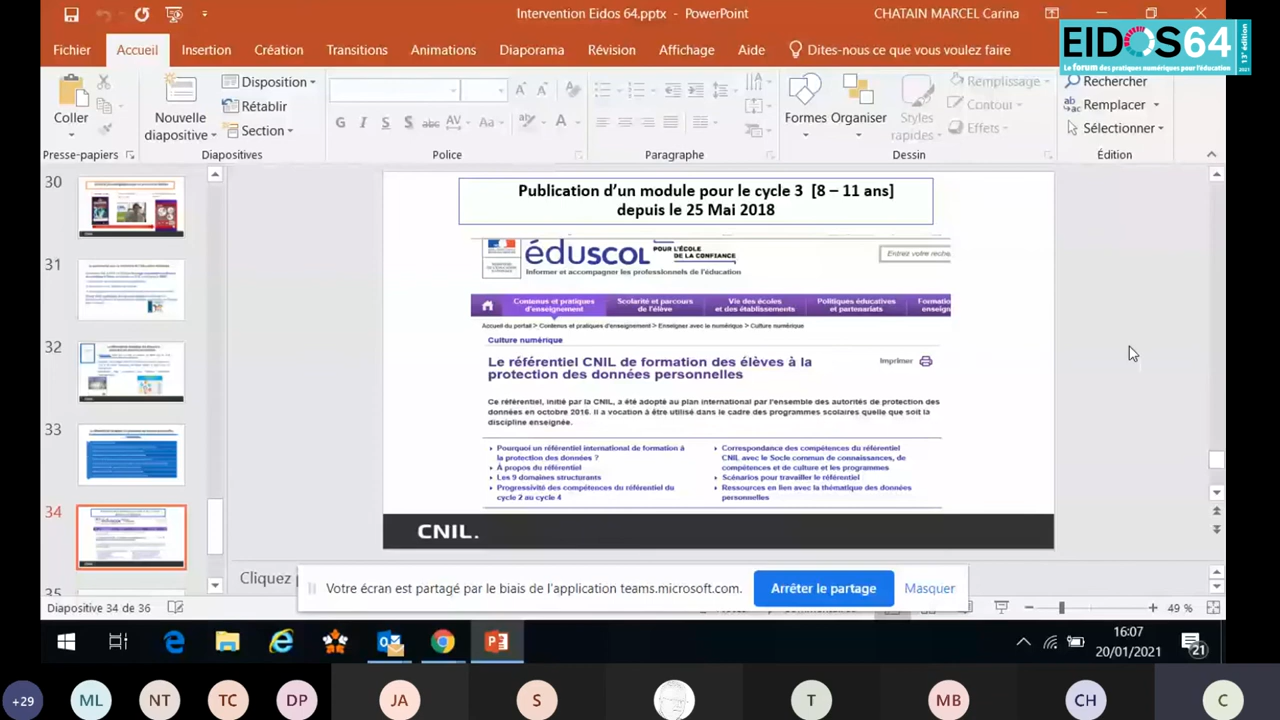 Intervention Eidos 64.pptx - PowerPoint
CHATAIN MARCEL Carina
EIDOS64
Le forum des pratiques numériques pour l'éducation
13e édition
2021
Fichier
Accueil
Insertion
Création
Transitions
Animations
Diaporama
Révision
Affichage
Aide
Dites-nous ce que vous voulez faire
Coller
Nouvelle
diapositive
Disposition
Rétablir
Section
Formes
Organiser
Styles
rapides
Remplissage
Contour
Effets
Rechercher
Remplacer
Sélectionner
Presse-papiers
Diapositives
Police
Paragraphe
Dessin
Édition
30
31
32
33
34
35
Publication d'un module pour le cycle 3 [8 – 11 ans]
depuis le 25 Mai 2018
éduscol
POUR L'ÉCOLE
DE LA CONFIANCE
Informer et accompagner les professionnels de l'éducation
Entrez votre reche
Contenus et pratiques
d'enseignement
Scolarité et parcours
de l'élève
Vie des écoles
et des établissements
Politiques éducatives
et partenariats
Formatio
enseign
Accueil du portail > Contenus et pratiques d'enseignement > Enseigner avec le numérique > Culture numérique
Culture numérique
Le référentiel CNIL de formation des élèves à la
protection des données personnelles
Imprimer
Ce référentiel, initié par la CNIL, a été adopté au plan international par l'ensemble des autorités de protection des
données en octobre 2016. Il a vocation à être utilisé dans le cadre des programmes scolaires quelle que soit la
discipline enseignée.
Pourquoi un référentiel international de formation à
la protection des données ?
À propos du référentiel
Les 9 domaines structurants
Progressivité des compétences du référentiel du
cycle 2 au cycle 4
Correspondance des compétences du référentiel
CNIL avec le Socle commun de connaissances, de
compétences et de culture et les programmes
Scénarios pour travailler le référentiel
Ressources en lien avec la thématique des données
personnelles
CNIL.
Cliquez
Votre écran est partagé par le biais de l'application teams.microsoft.com.
Arrêter le partage
Masquer
Diapositive 34 de 36
49 %
16:07
20/01/2021
21
+29
ML
NT
TC
DP
JA
S
T
MB
CH
C